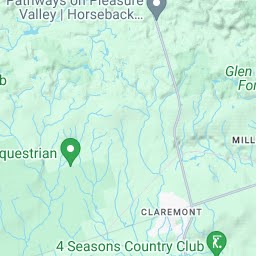 Pathways on Pleasure
Valley | Horseback...
Glen
For
b
MILL
questrian
CLAREMONT
4 Seasons Country Club